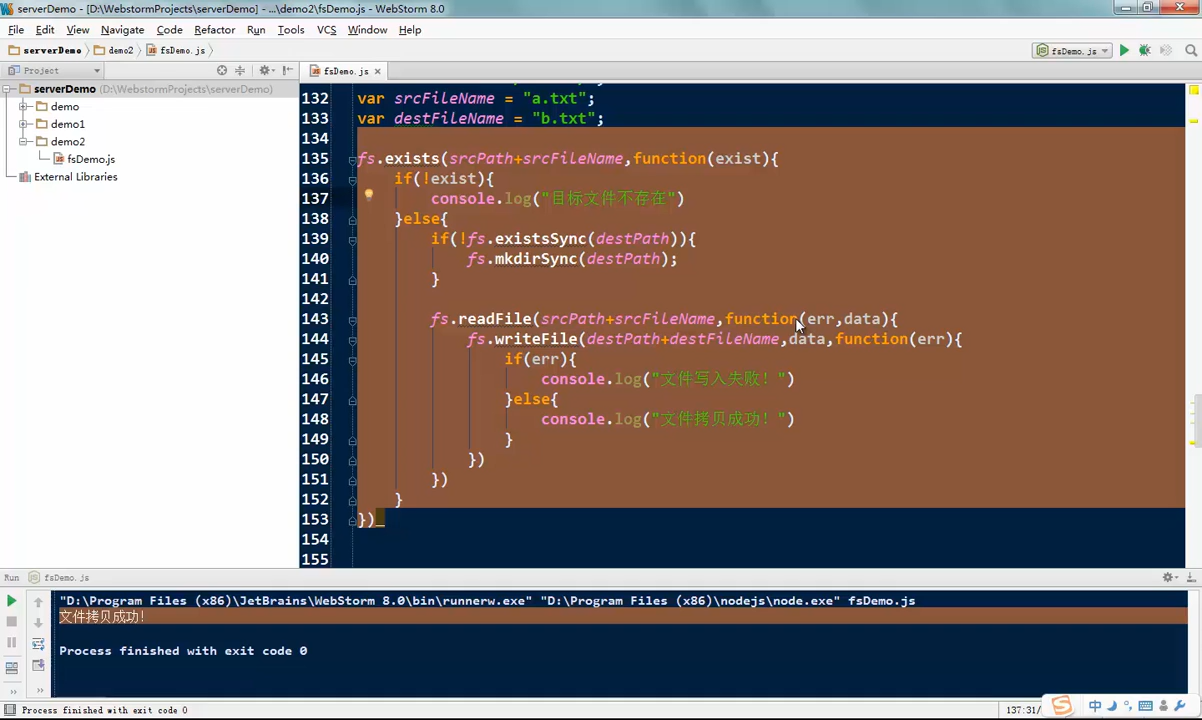 serverDemo - [D:\WebstormProjects\serverDemo] - ...\demo2\fsDemo.js - WebStorm 8.0
File Edit View Navigate Code Refactor Run Tools VCS Window Help
serverDemo demo2 fsDemo.js
fsDemo.js
Project
fsDemo.js
serverDemo (D:\WebstormProjects\serverDemo)
demo
demo1
demo2
fsDemo.js
External Libraries
132 var srcFileName = "a.txt";
133 var destFileName = "b.txt";
134
135 fs.exists(srcPath+srcFileName,function(exist){
136 if(!exist){
137 console.log("目标文件不存在")
138 }else{
139 if(!fs.existsSync(destPath)){
140 fs.mkdirSync(destPath);
141 }
142
143 fs.readFile(srcPath+srcFileName,function(err,data){
144 fs.writeFile(destPath+destFileName,data,function(err){
145 if(err){
146 console.log("文件写入失败！")
147 }else{
148 console.log("文件拷贝成功！")
149 }
150 })
151 })
152 }
153 })
154
155
Run fsDemo.js
"D:\Program Files (x86)\JetBrains\WebStorm 8.0\bin\runnerw.exe" "D:\Program Files (x86)\nodejs\node.exe" fsDemo.js
文件拷贝成功！
Process finished with exit code 0
Process finished with exit code 0
137:31/
中